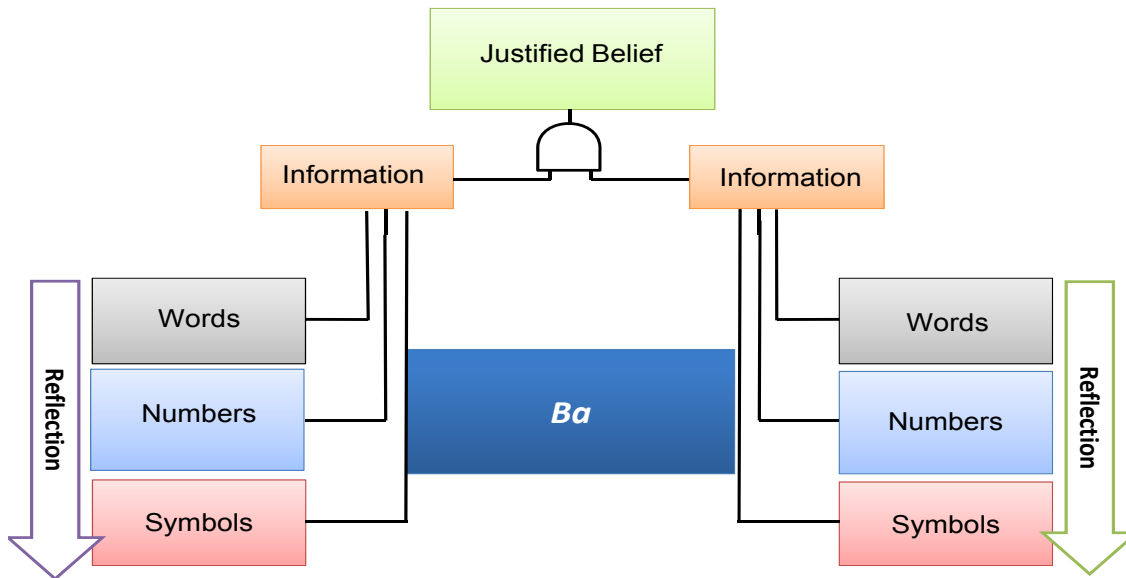 Justified Belief
Information
Information
Words
Words
Reflection
Reflection
Numbers
Ba
Numbers
Symbols
Symbols